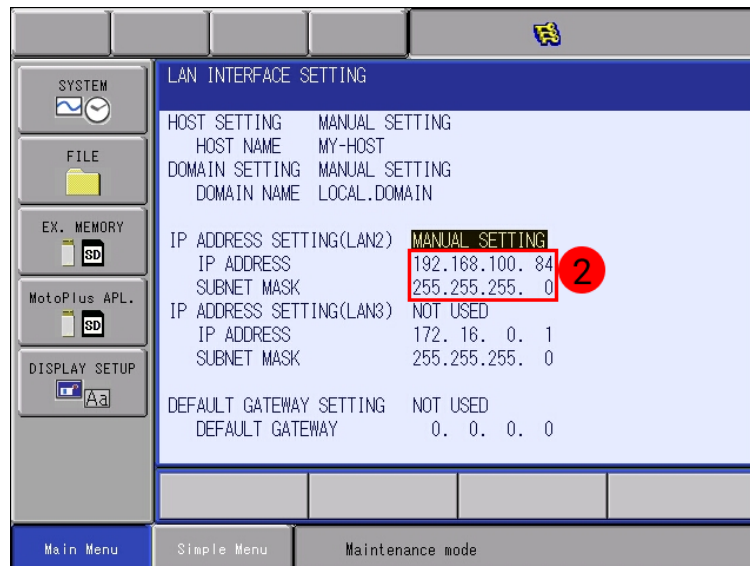 LAN INTERFACE SETTING
SYSTEM
FILE
EX. MEMORY
SD
MotoPlus APL.
SD
DISPLAY SETUP
Aa
HOST SETTING MANUAL SETTING
HOST NAME MY-HOST
DOMAIN SETTING MANUAL SETTING
DOMAIN NAME LOCAL.DOMAIN
IP ADDRESS SETTING(LAN2) MANUAL SETTING
IP ADDRESS 192.168.100. 84
2
SUBNET MASK 255.255.255. 0
IP ADDRESS SETTING(LAN3) NOT USED
IP ADDRESS 172. 16. 0. 1
SUBNET MASK 255.255.255. 0
DEFAULT GATEWAY SETTING NOT USED
DEFAULT GATEWAY 0. 0. 0. 0
Main Menu
Simple Menu
Maintenance mode